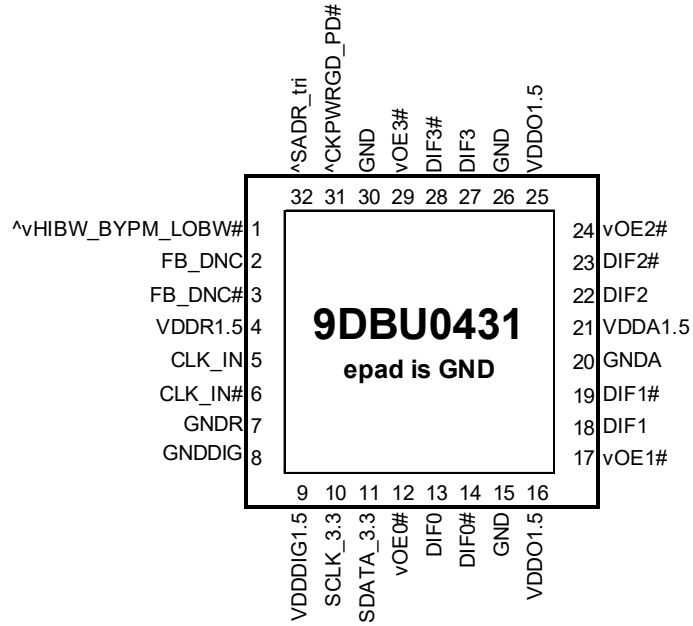 ^SADR_tri
^CKPWRGD_PD#
GND
vOE3#
DIF3#
DIF3
GND
VDDO1.5
32 31 30 29 28 27 26 25
^vHIBW_BYPM_LOBW# 1
FB_DNC 2
FB_DNC# 3
VDDR1.5 4
CLK_IN 5
CLK_IN# 6
GNDR 7
GNDDIG 8
9DBU0431
epad is GND
24 vOE2#
23 DIF2#
22 DIF2
21 VDDA1.5
20 GNDA
19 DIF1#
18 DIF1
17 vOE1#
9 10 11 12 13 14 15 16
VDDDIG1.5
SCLK_3.3
SDATA_3.3
vOE0#
DIF0
DIF0#
GND
VDDO1.5